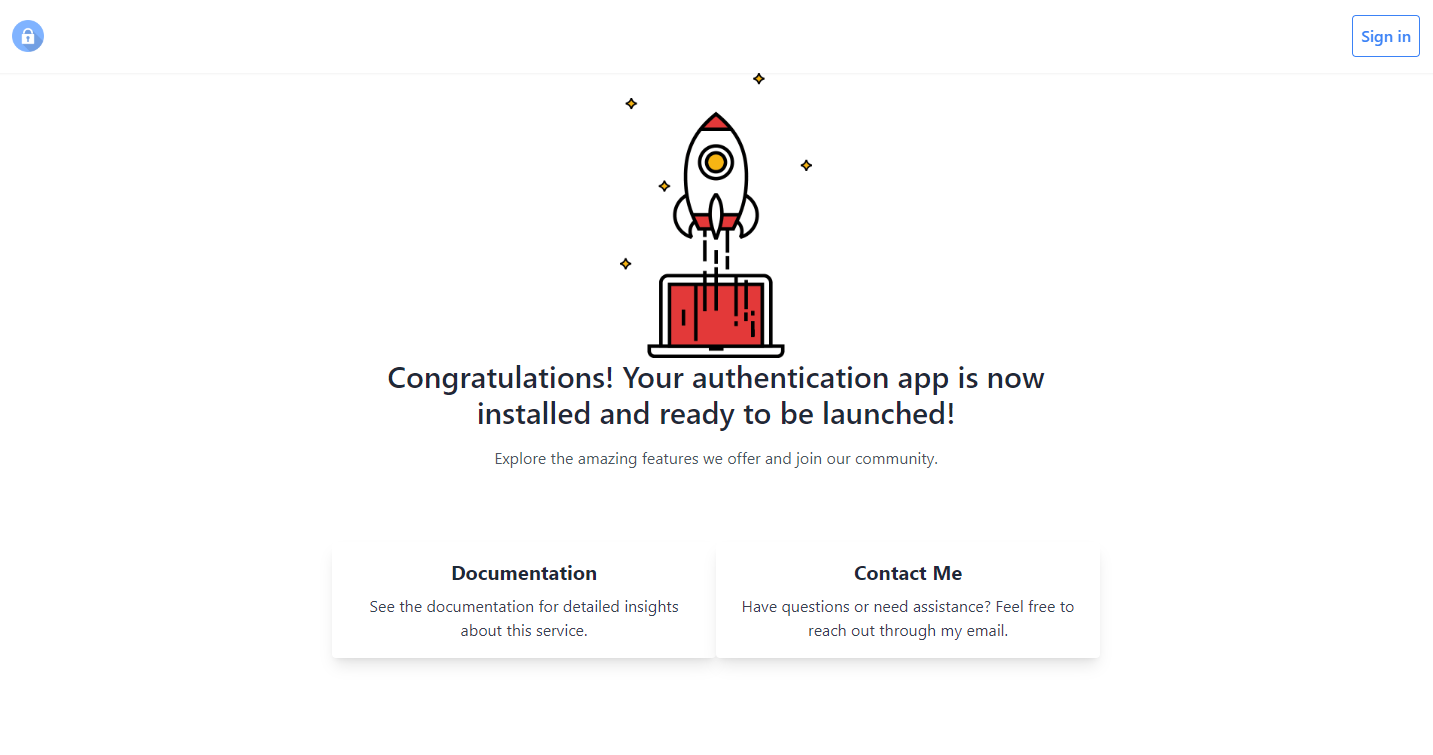 Sign in
Congratulations! Your authentication app is now
installed and ready to be launched!
Explore the amazing features we offer and join our community.
Documentation
See the documentation for detailed insights
about this service.
Contact Me
Have questions or need assistance? Feel free to
reach out through my email.